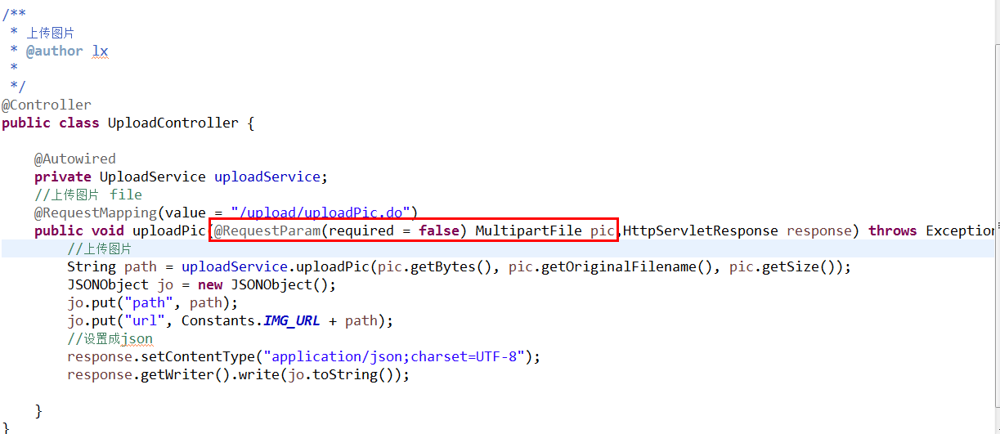 /**
 * 上传图片
 * @author lx
 *
 */
@Controller
public class UploadController {
    @Autowired
    private UploadService uploadService;
    //上传图片 file
    @RequestMapping(value = "/upload/uploadPic.do")
    public void uploadPic(@RequestParam(required = false) MultipartFile pic,HttpServletResponse response) throws Exception
        //上传图片
        String path = uploadService.uploadPic(pic.getBytes(), pic.getOriginalFilename(), pic.getSize());
        JSONObject jo = new JSONObject();
        jo.put("path", path);
        jo.put("url", Constants.IMG_URL + path);
        //设置成json
        response.setContentType("application/json;charset=UTF-8");
        response.getWriter().write(jo.toString());
    }
}